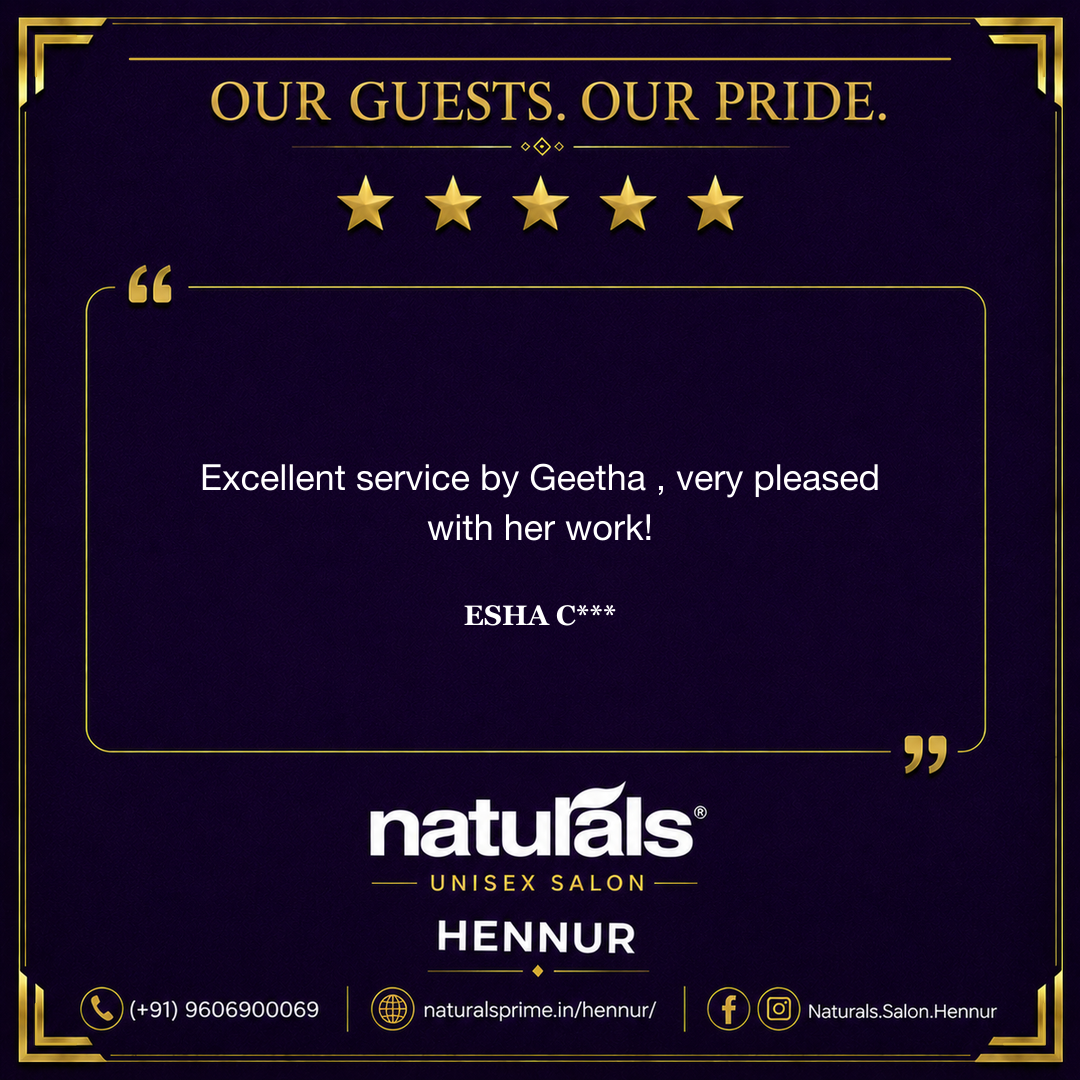 OUR GUESTS. OUR PRIDE.
“
Excellent service by Geetha , very pleased
with her work!
ESHA C***
”
naturals®
UNISEX SALON
HENNUR
(+91) 9606900069
naturalsprime.in/hennur/
Naturals.Salon.Hennur